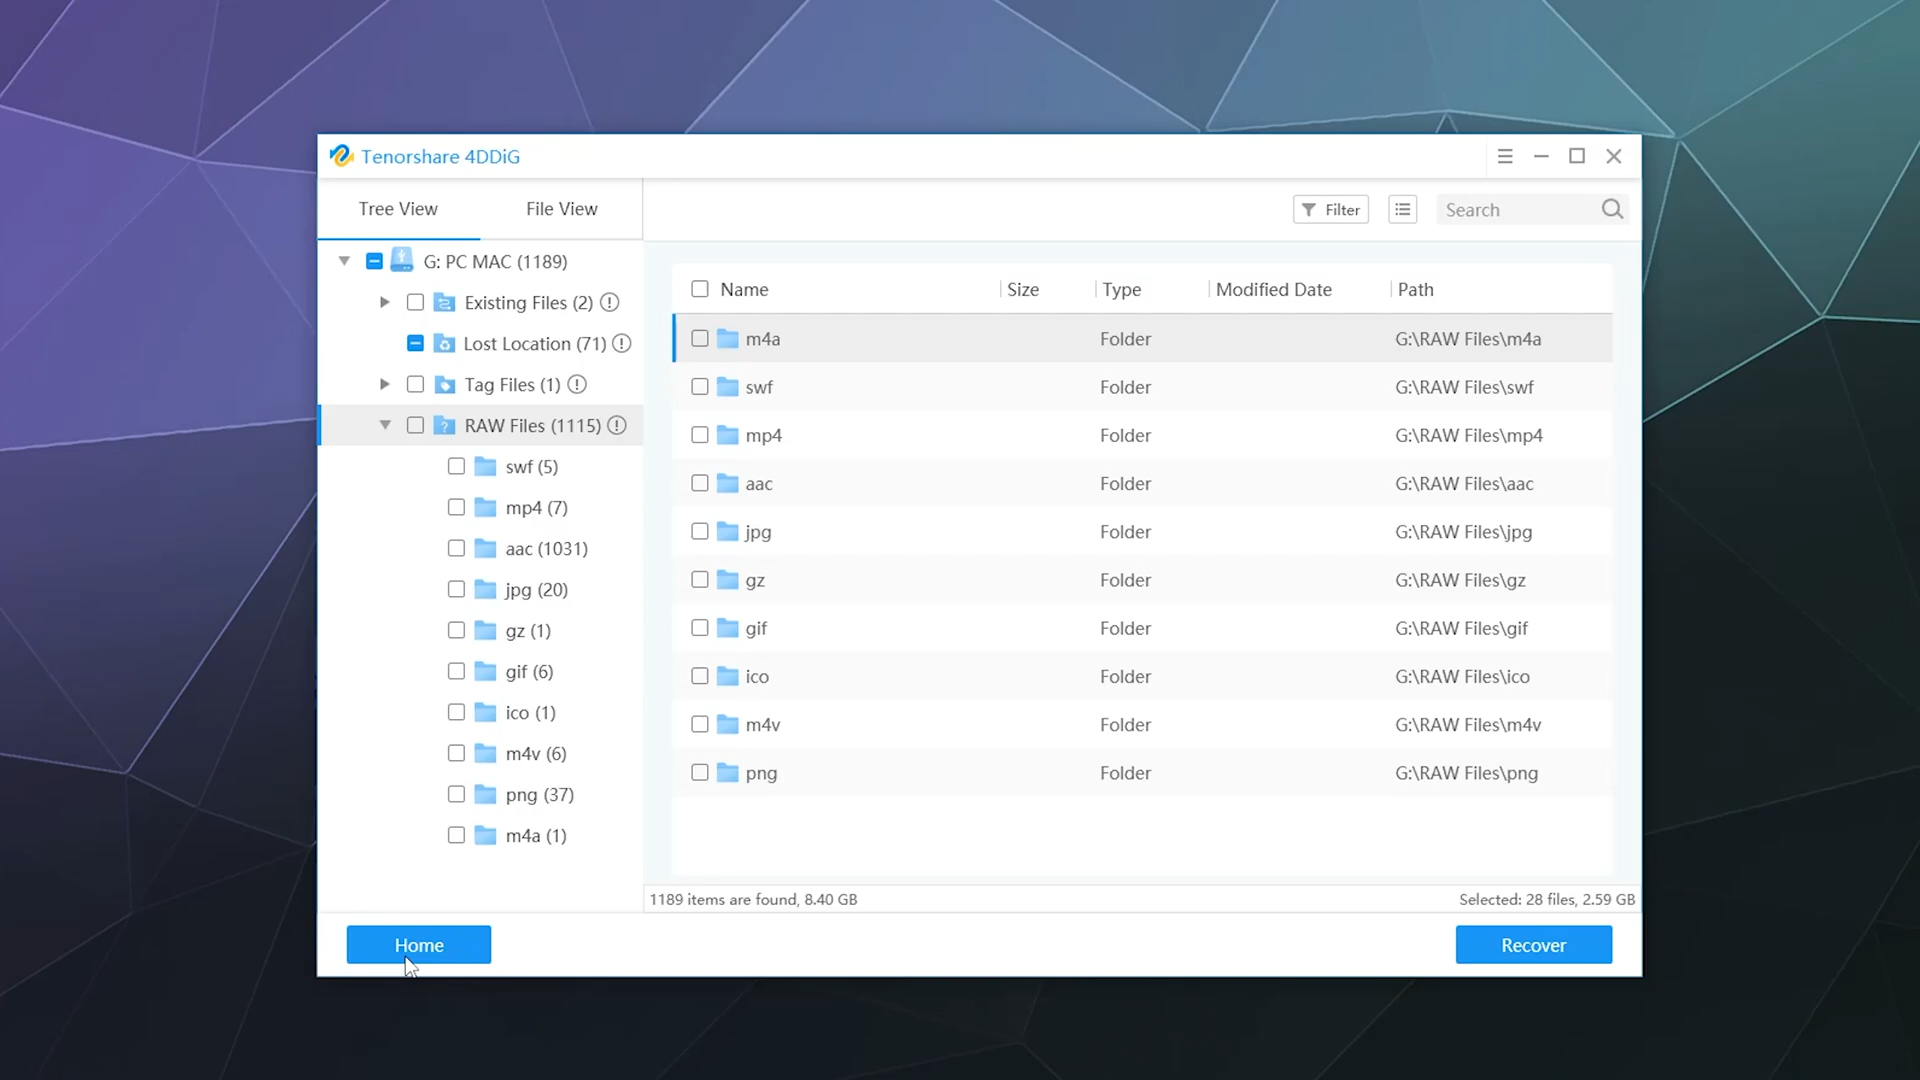 Tenorshare 4DDiG
Tree View
File View
Filter
Search
G: PC MAC (1189)
Existing Files (2)
Lost Location (71)
Tag Files (1)
RAW Files (1115)
swf (5)
mp4 (7)
aac (1031)
jpg (20)
gz (1)
gif (6)
ico (1)
m4v (6)
png (37)
m4a (1)
Name Size Type Modified Date Path
m4a Folder G:\RAW Files\m4a
swf Folder G:\RAW Files\swf
mp4 Folder G:\RAW Files\mp4
aac Folder G:\RAW Files\aac
jpg Folder G:\RAW Files\jpg
gz Folder G:\RAW Files\gz
gif Folder G:\RAW Files\gif
ico Folder G:\RAW Files\ico
m4v Folder G:\RAW Files\m4v
png Folder G:\RAW Files\png
1189 items are found, 8.40 GB
Selected: 28 files, 2.59 GB
Home
Recover